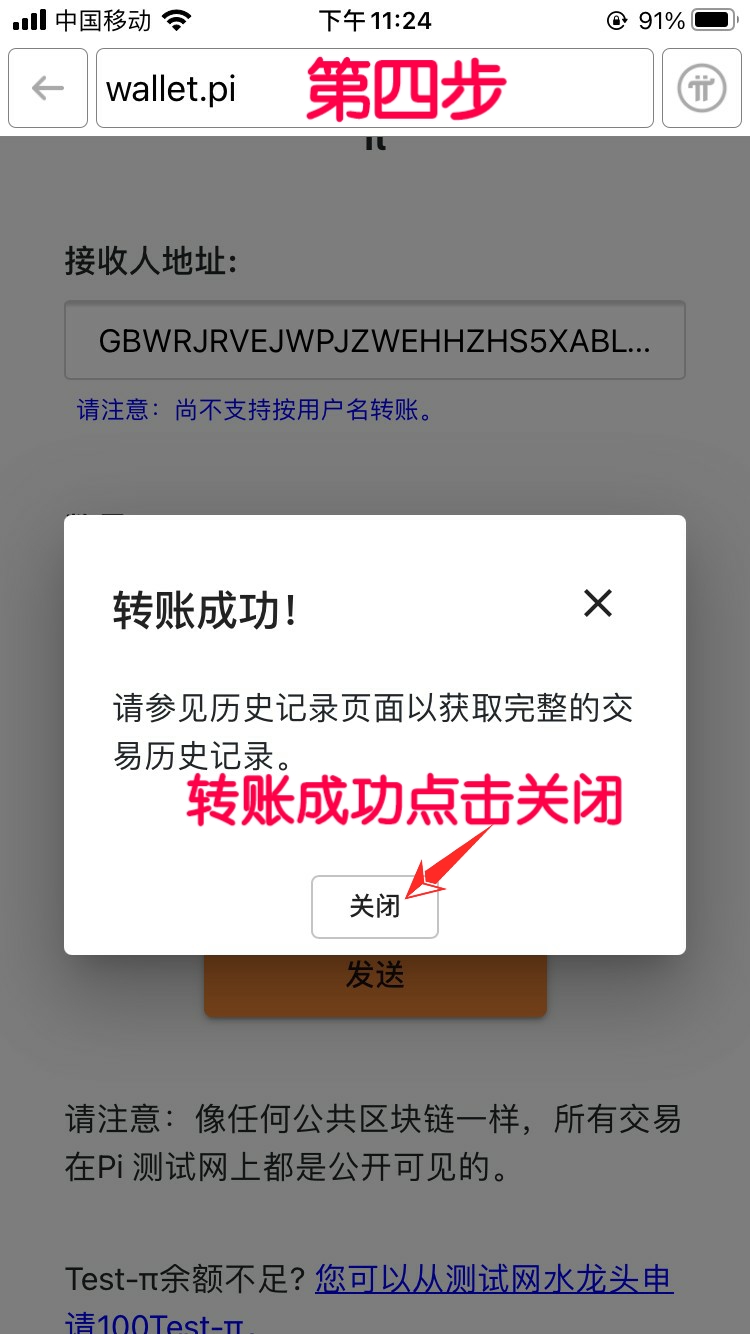 中国移动 下午11:24 91%
wallet.pi 第四步
接收人地址:
GBWRJRVEJWPJZWEHHZHS5XABL...
请注意：尚不支持按用户名转账。
转账成功！
请参见历史记录页面以获取完整的交
易历史记录。
转账成功点击关闭
关闭
发送
请注意：像任何公共区块链一样，所有交易
在Pi 测试网上都是公开可见的。
Test-π余额不足? 您可以从测试网水龙头申
请100Test-π.